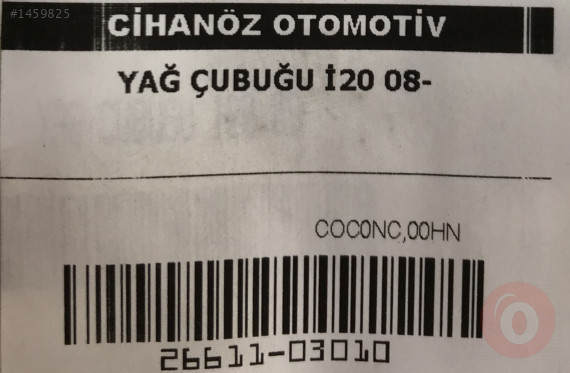 #1459825
CİHANÖZ OTOMOTİV
YAĞ ÇUBUĞU İ20 08-
COC0NC,00HN
26611-03010